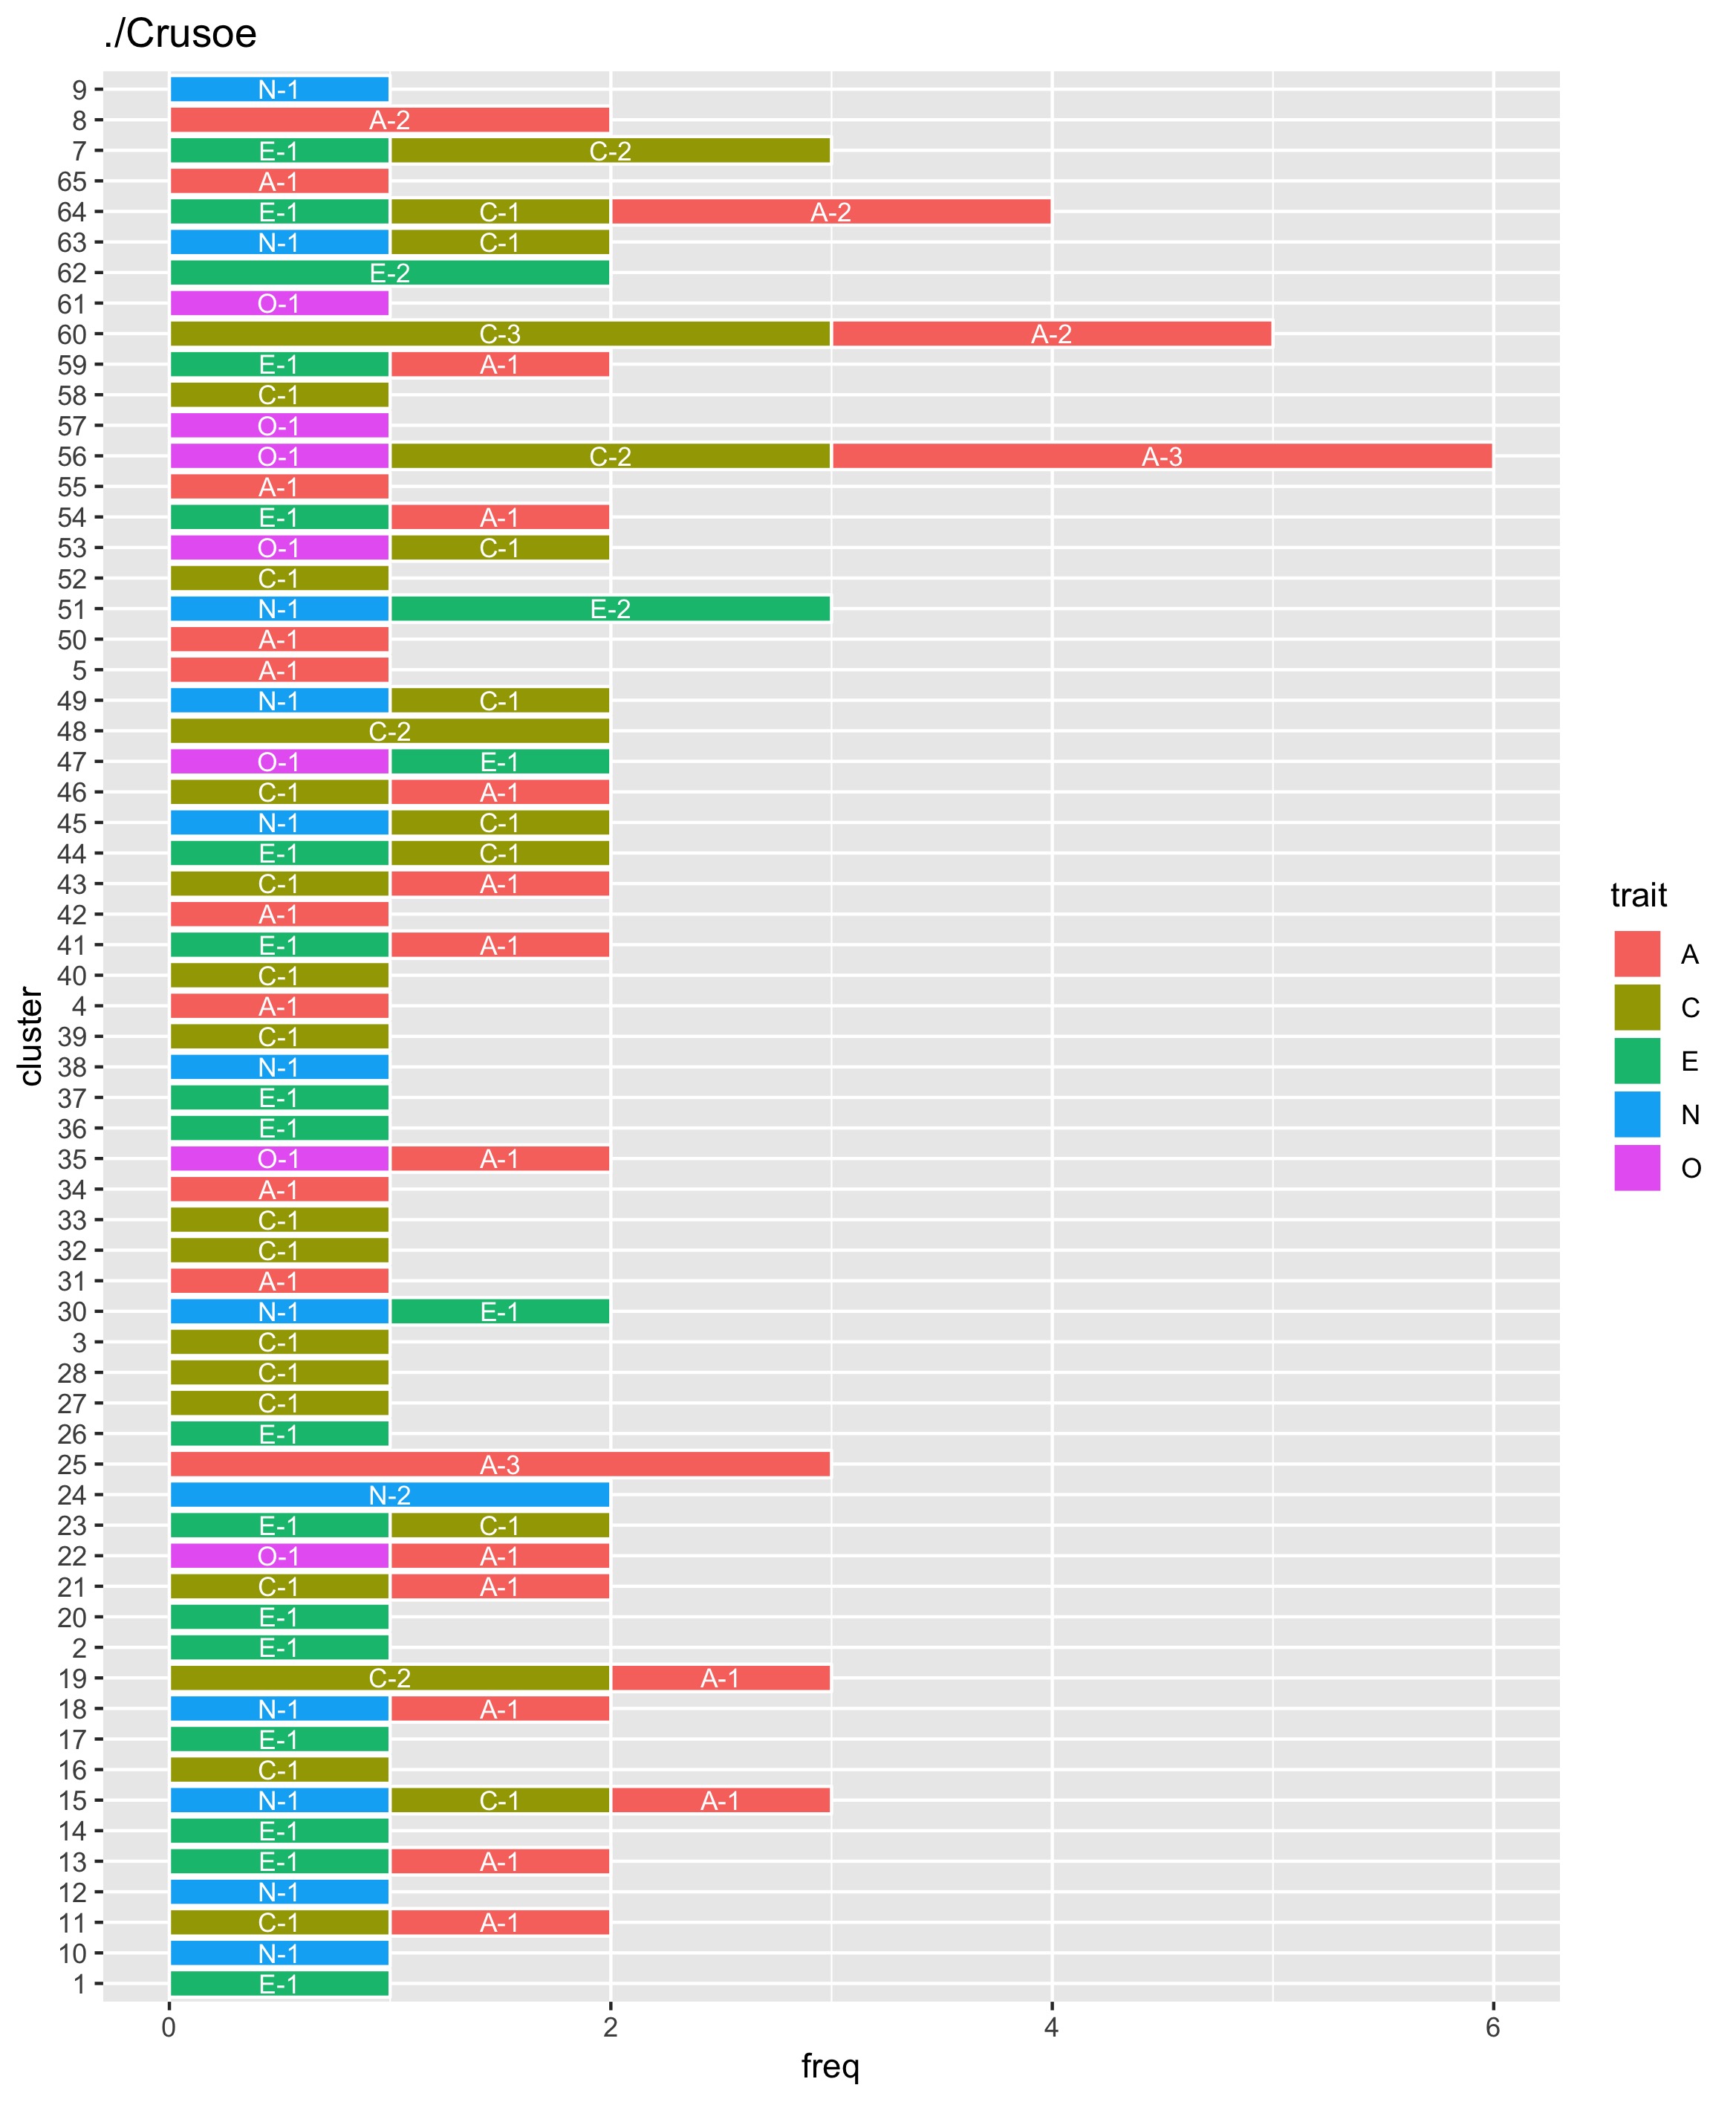 ./Crusoe
9 N-1
8 A-2
7 E-1 C-2
65 A-1
64 E-1 C-1 A-2
63 N-1 C-1
62 E-2
61 O-1
60 C-3 A-2
59 E-1 A-1
58 C-1
57 O-1
56 O-1 C-2 A-3
55 A-1
54 E-1 A-1
53 O-1 C-1
52 C-1
51 N-1 E-2
50 A-1
5 A-1
49 N-1 C-1
48 C-2
47 O-1 E-1
46 C-1 A-1
45 N-1 C-1
44 E-1 C-1
43 C-1 A-1
42 A-1
41 E-1 A-1
40 C-1
4 A-1
39 C-1
38 N-1
37 E-1
36 E-1
35 O-1 A-1
34 A-1
33 C-1
32 C-1
31 A-1
30 N-1 E-1
3 C-1
28 C-1
27 C-1
26 E-1
25 A-3
24 N-2
23 E-1 C-1
22 O-1 A-1
21 C-1 A-1
20 E-1
2 E-1
19 C-2 A-1
18 N-1 A-1
17 E-1
16 C-1
15 N-1 C-1 A-1
14 E-1
13 E-1 A-1
12 N-1
11 C-1 A-1
10 N-1
1 E-1
0 2 4 6
freq
cluster
trait
A
C
E
N
O